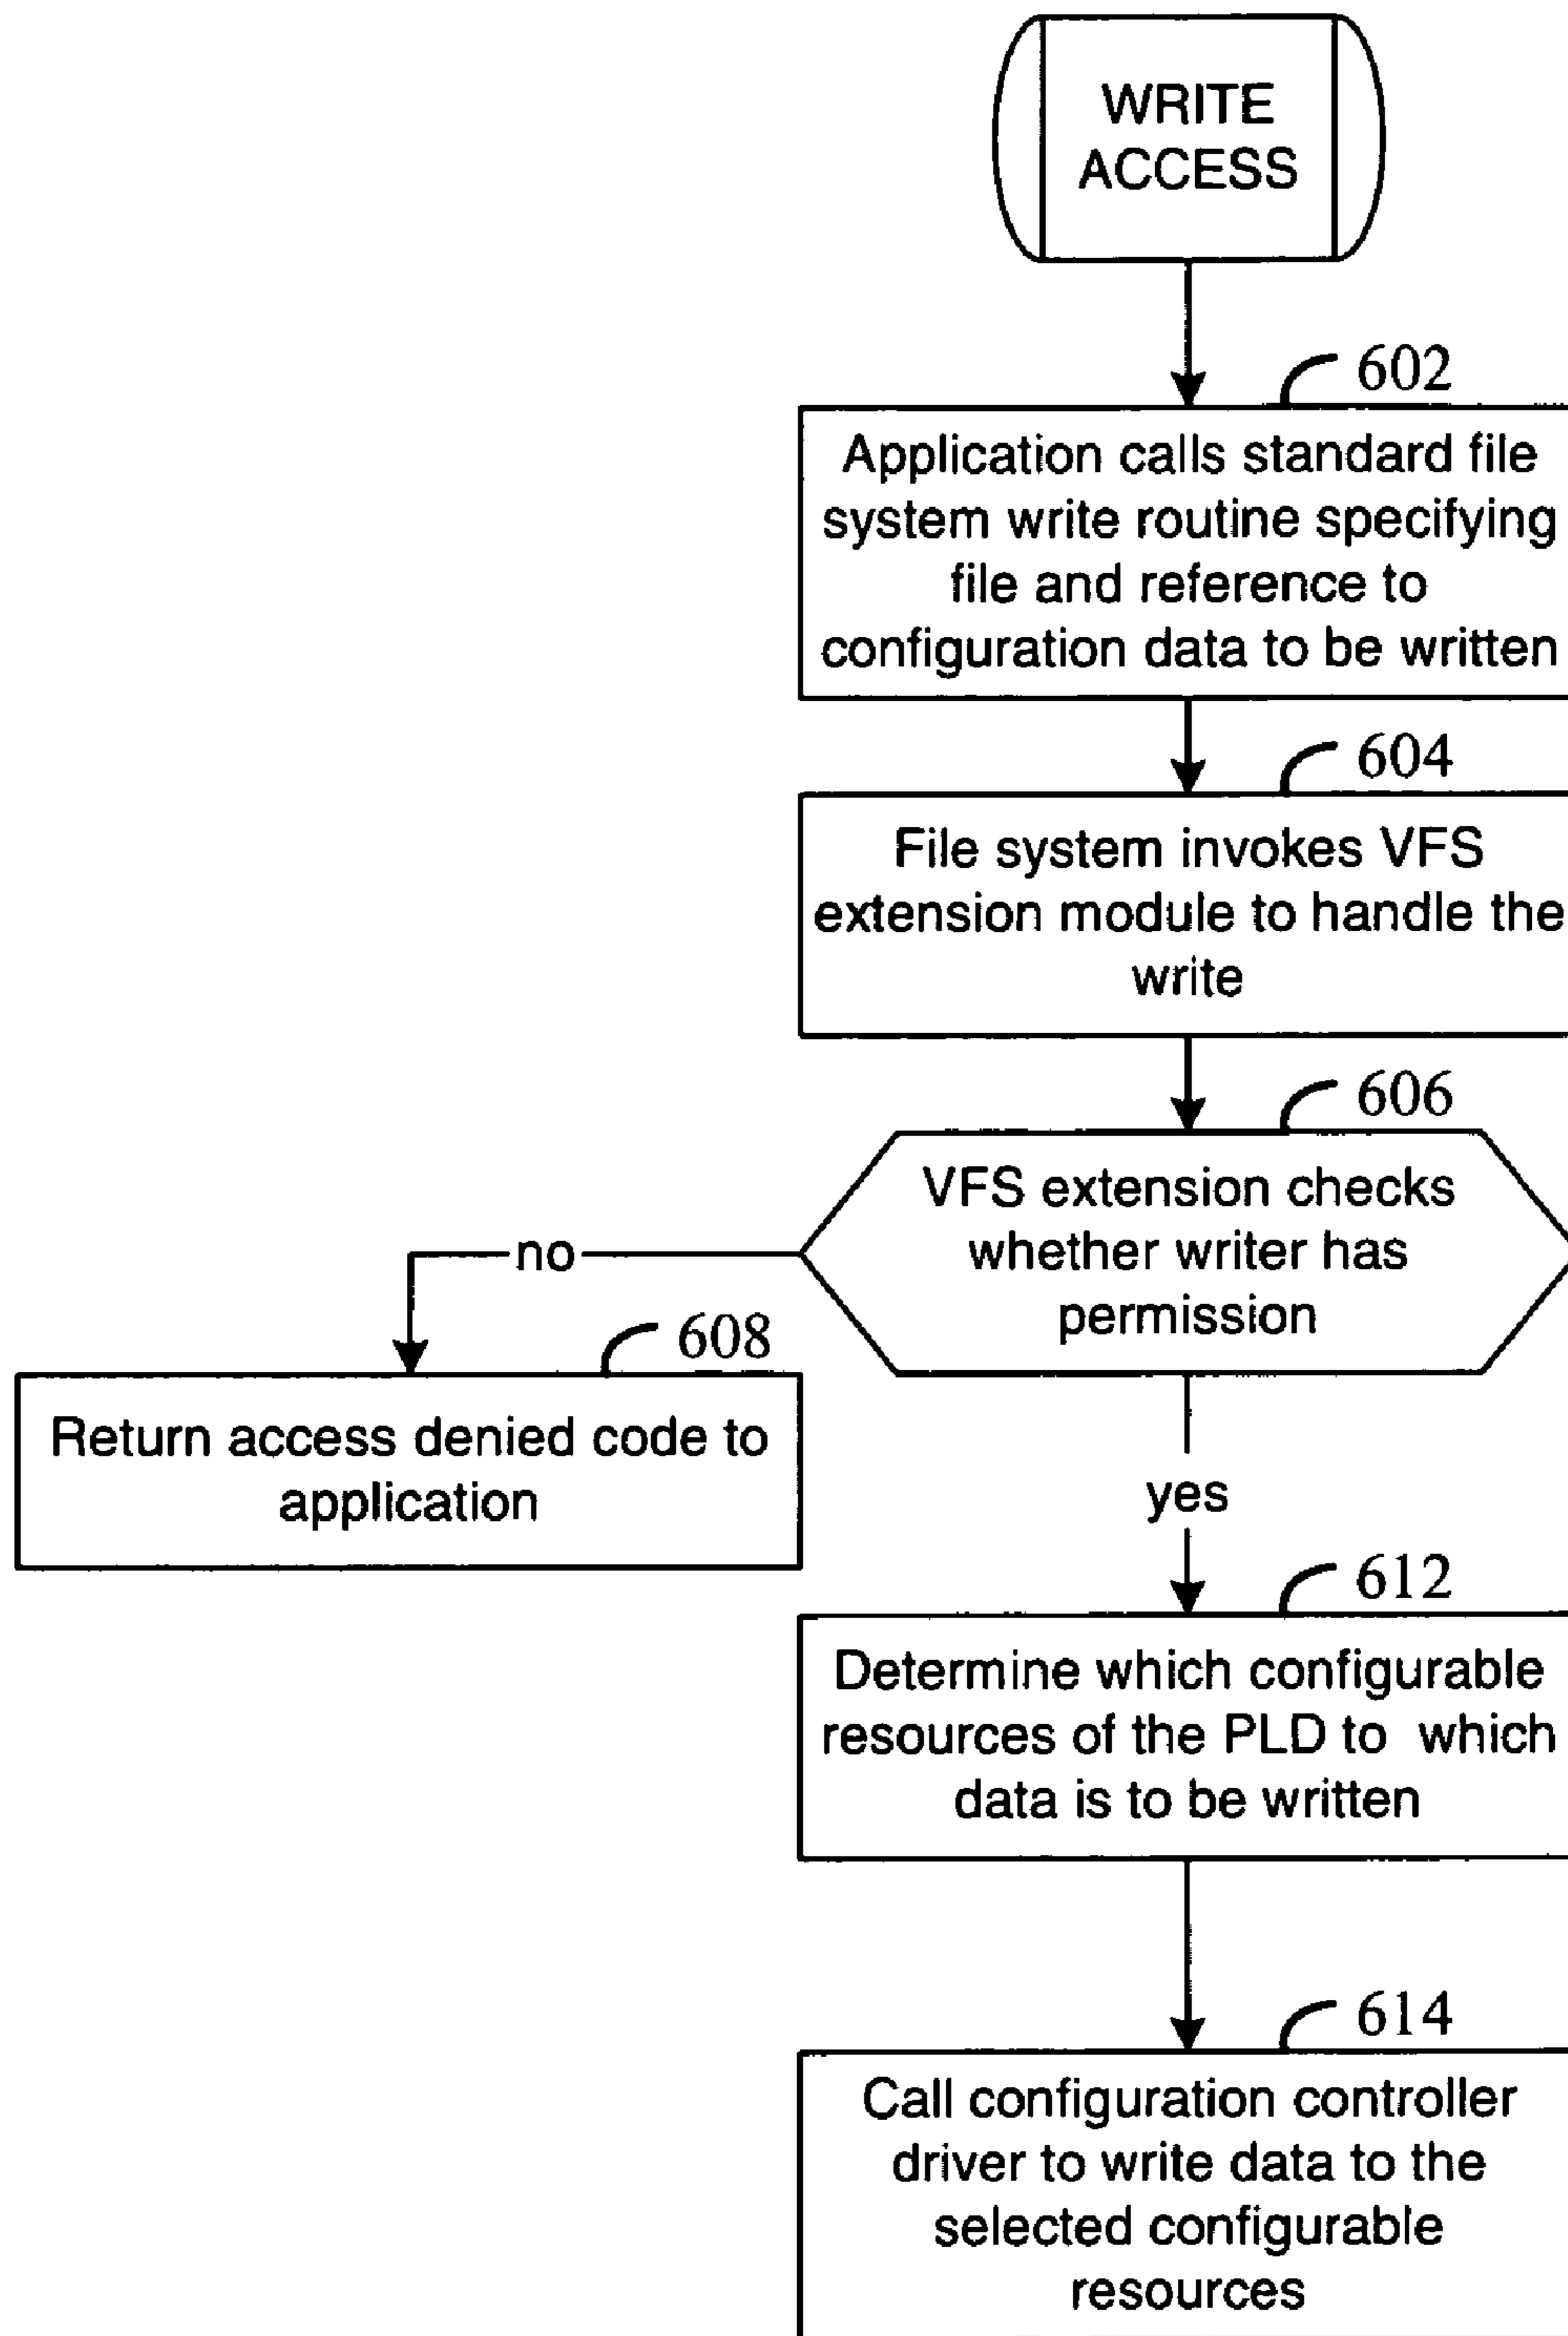 WRITE
ACCESS
602
Application calls standard file
system write routine specifying
file and reference to
configuration data to be written
604
File system invokes VFS
extension module to handle the
write
606
VFS extension checks
whether writer has
permission
no
608
Return access denied code to
application
yes
612
Determine which configurable
resources of the PLD to which
data is to be written
614
Call configuration controller
driver to write data to the
selected configurable
resources